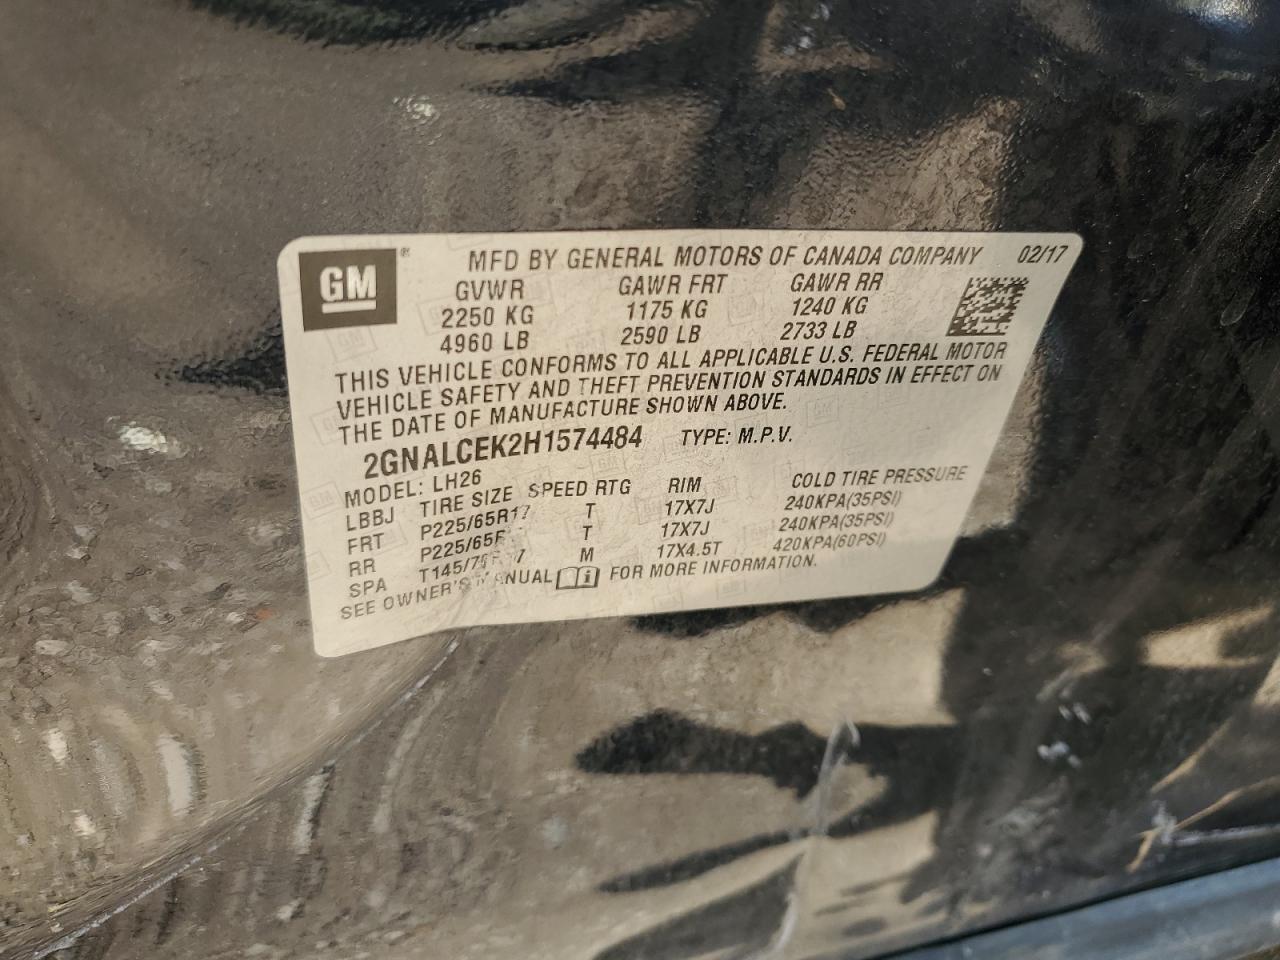 GM
MFD BY GENERAL MOTORS OF CANADA COMPANY 02/17
GVWR GAWR FRT GAWR RR
2250 KG 1175 KG 1240 KG
4960 LB 2590 LB 2733 LB
THIS VEHICLE CONFORMS TO ALL APPLICABLE U.S. FEDERAL MOTOR
VEHICLE SAFETY AND THEFT PREVENTION STANDARDS IN EFFECT ON
THE DATE OF MANUFACTURE SHOWN ABOVE.
2GNALCEK2H1574484 TYPE: M.P.V.
MODEL: LH26
LBBJ TIRE SIZE SPEED RTG RIM COLD TIRE PRESSURE
FRT P225/65R17 T 17X7J 240KPA(35PSI)
RR T 17X7J 240KPA(35PSI)
SPA M 17X4.5T 420KPA(60PSI)
SEE OWNER'S MANUAL FOR MORE INFORMATION.